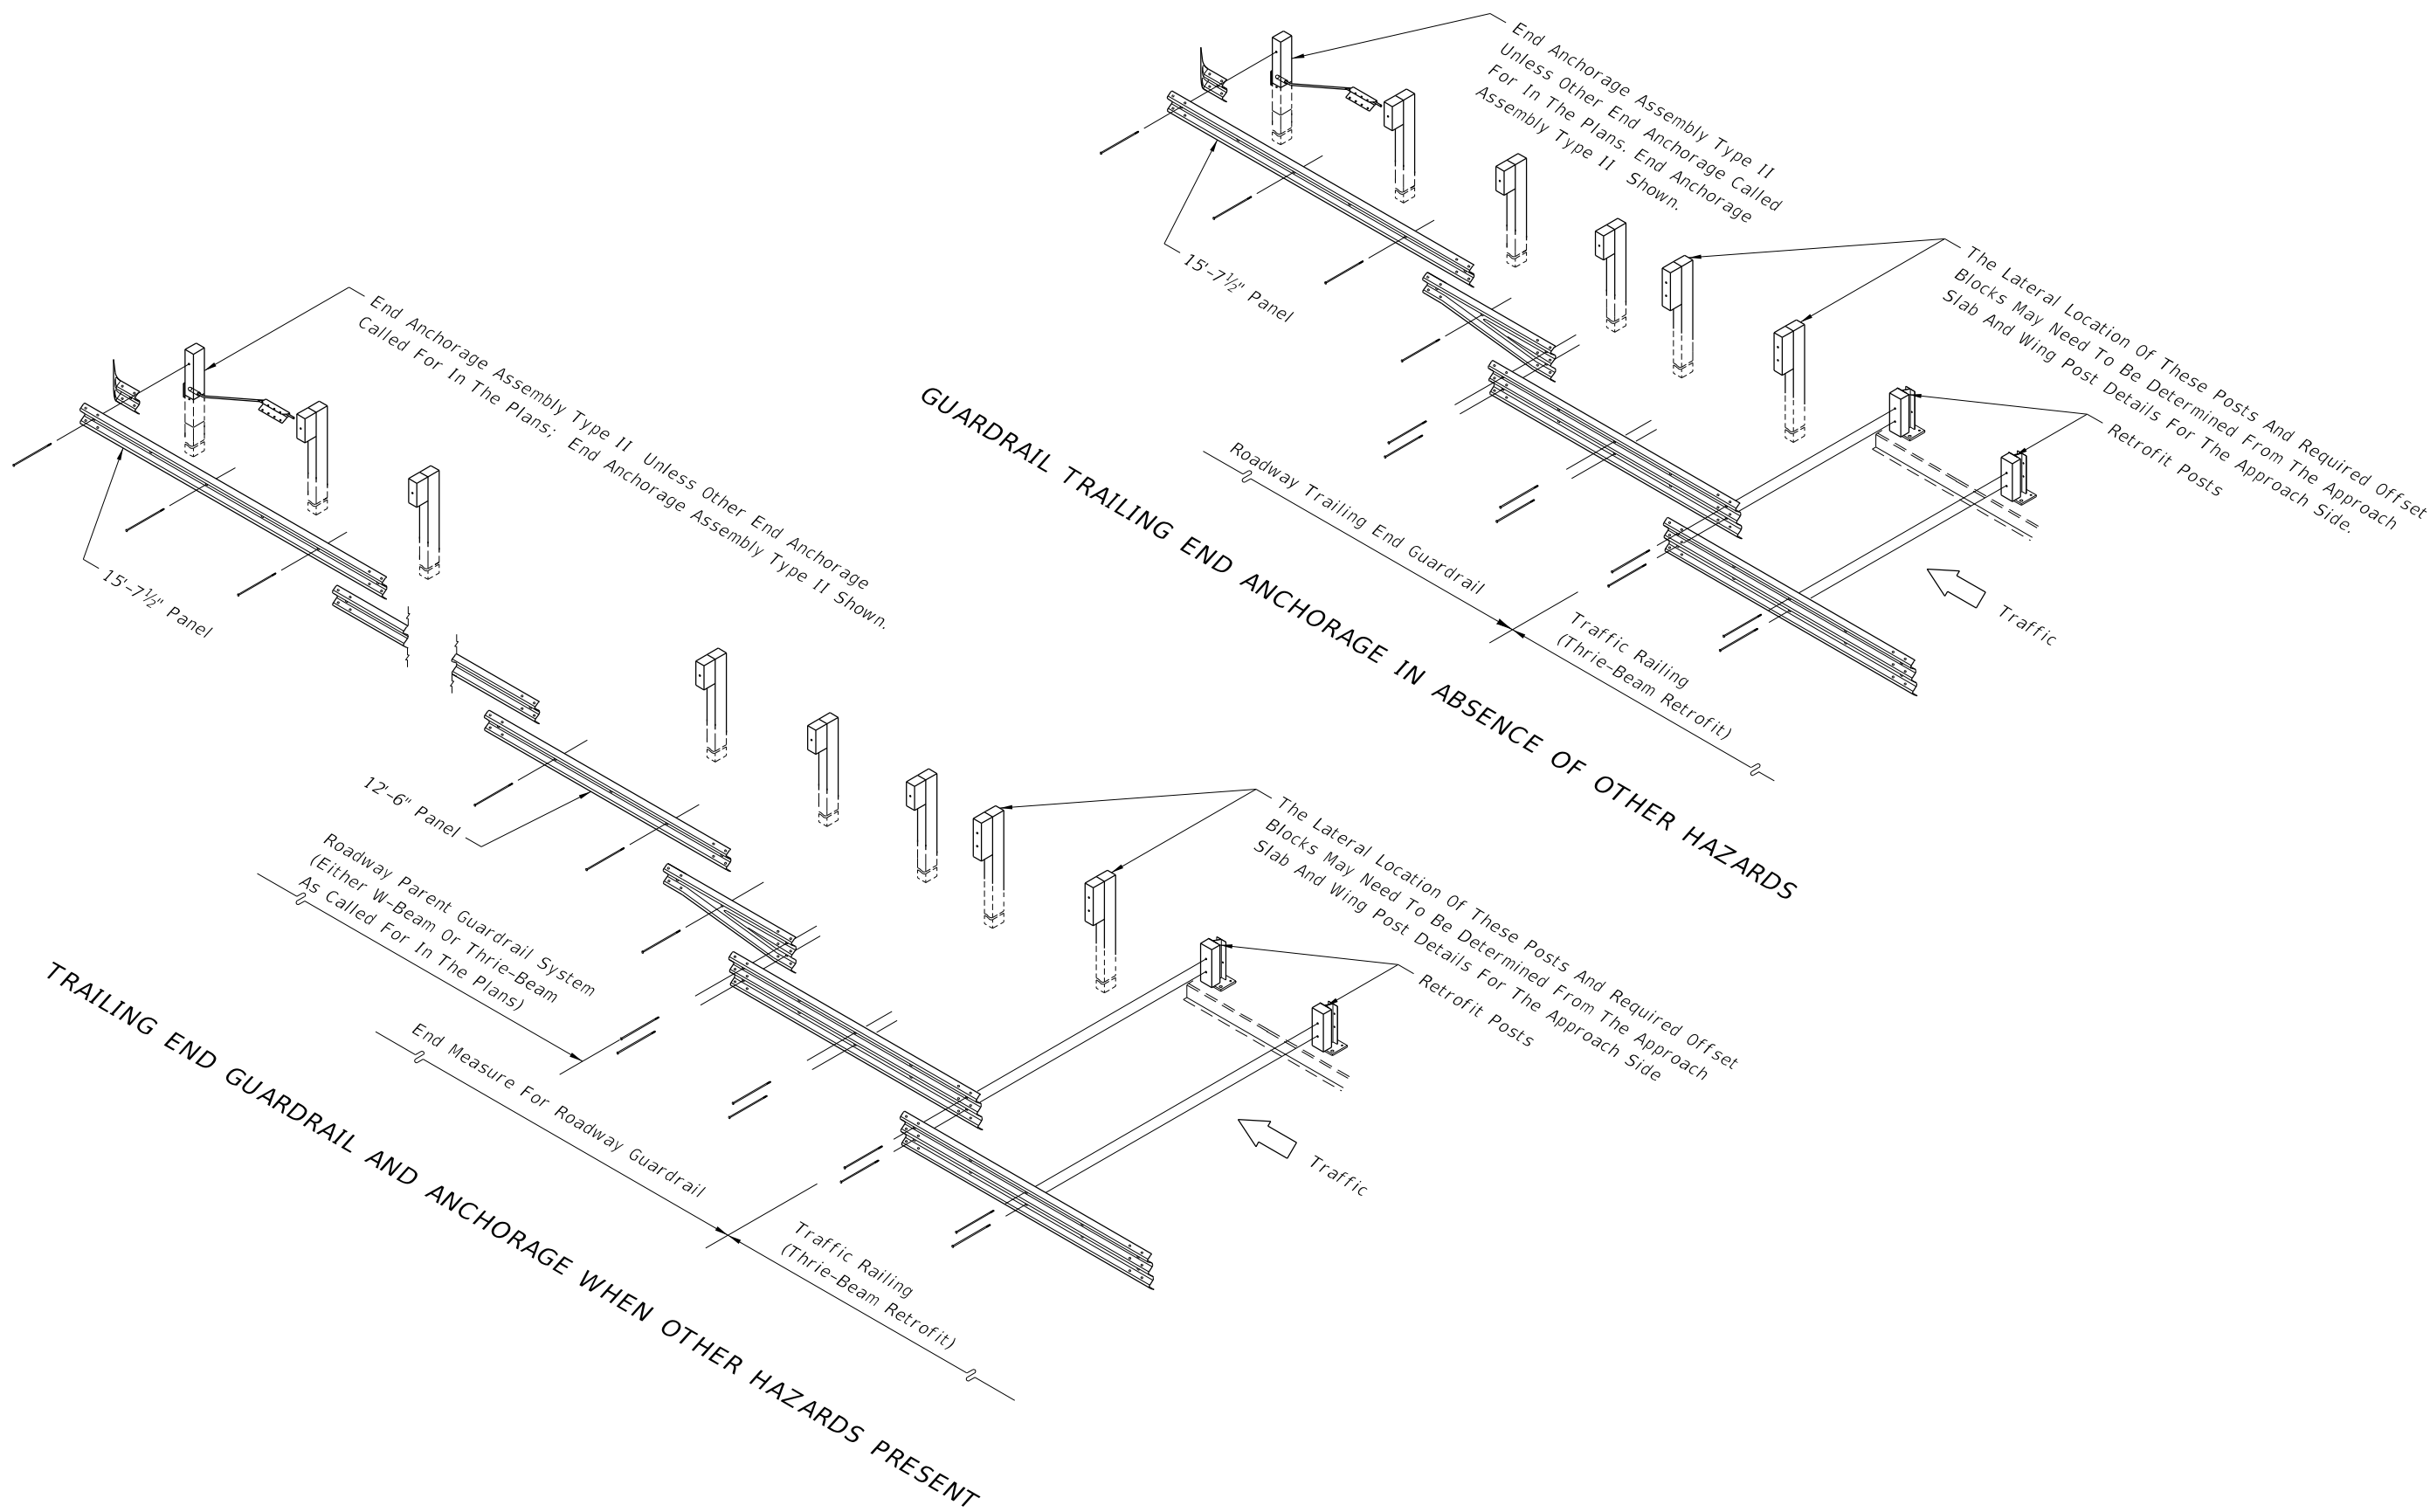 End Anchorage Assembly Type II
Unless Other End Anchorage Called
For In The Plans. End Anchorage
Assembly Type II Shown.
15'-7½" Panel
The Lateral Location Of These Posts And Required Offset
Blocks May Need To Be Determined From The Approach
Slab And Wing Post Details For The Approach Side.
Retrofit Posts
Roadway Trailing End Guardrail
Traffic Railing
(Thrie-Beam Retrofit)
Traffic
GUARDRAIL TRAILING END ANCHORAGE IN ABSENCE OF OTHER HAZARDS
End Anchorage Assembly Type II Unless Other End Anchorage
Called For In The Plans; End Anchorage Assembly Type II Shown.
15'-7½" Panel
12'-6" Panel
The Lateral Location Of These Posts And Required Offset
Blocks May Need To Be Determined From The Approach
Slab And Wing Post Details For The Approach Side
Retrofit Posts
Roadway Parent Guardrail System
(Either W-Beam Or Thrie-Beam
As Called For In The Plans)
End Measure For Roadway Guardrail
Traffic Railing
(Thrie-Beam Retrofit)
Traffic
TRAILING END GUARDRAIL AND ANCHORAGE WHEN OTHER HAZARDS PRESENT